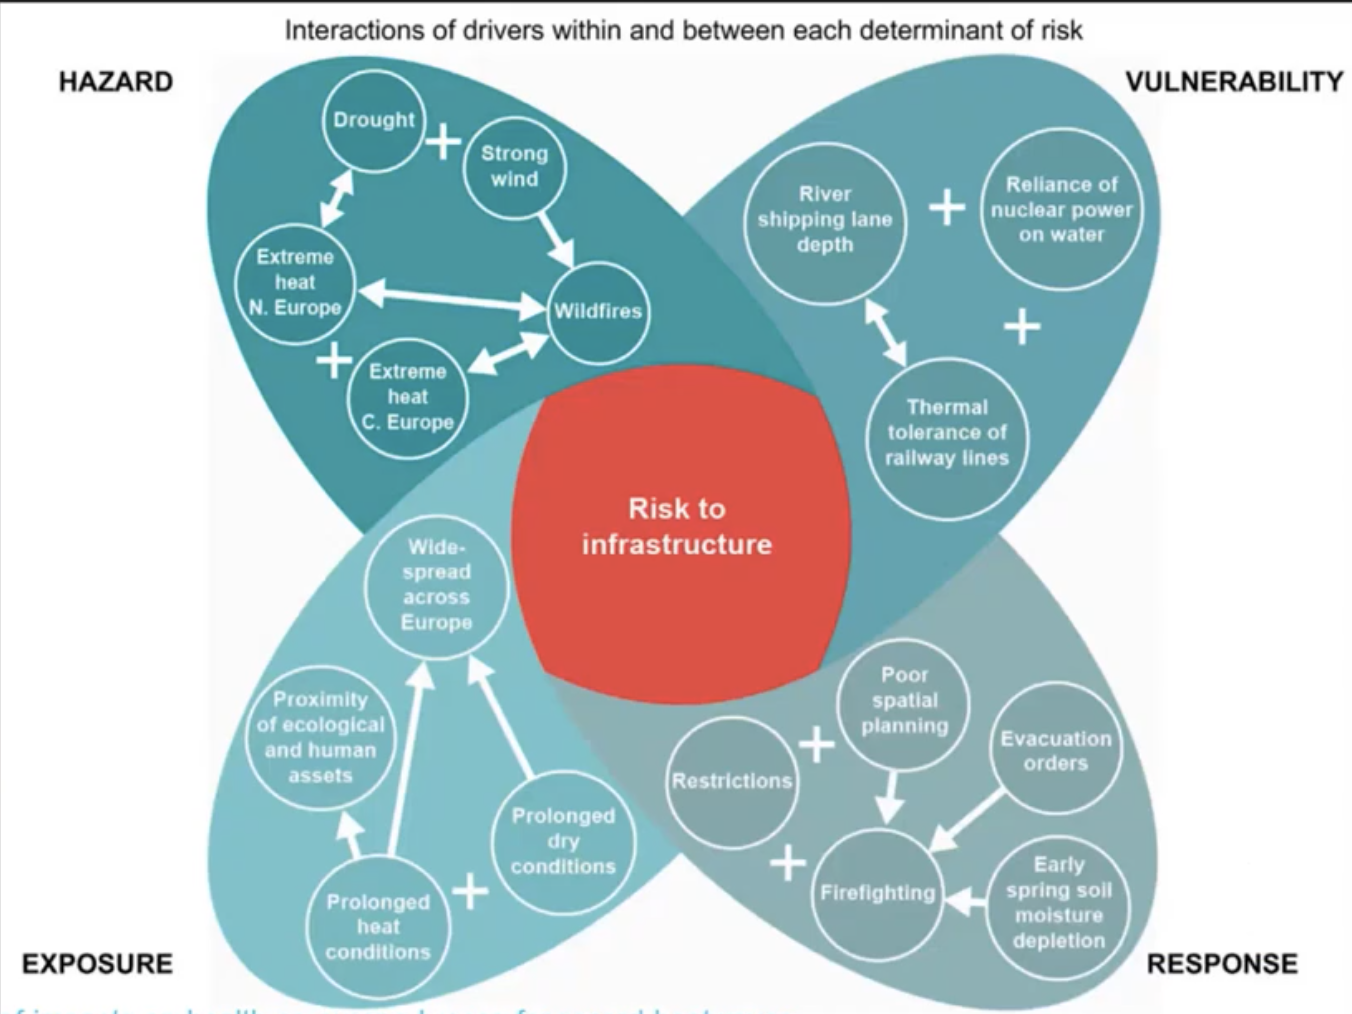 Interactions of drivers within and between each determinant of risk
HAZARD
VULNERABILITY
Drought
Strong
wind
Extreme
heat
N. Europe
Wildfires
Extreme
heat
C. Europe
River
shipping lane
depth
Reliance of
nuclear power
on water
Thermal
tolerance of
railway lines
Risk to
infrastructure
Wide-
spread
across
Europe
Proximity
of ecological
and human
assets
Prolonged
dry
conditions
Prolonged
heat
conditions
Poor
spatial
planning
Restrictions
Evacuation
orders
Firefighting
Early
spring soil
moisture
depletion
EXPOSURE
RESPONSE